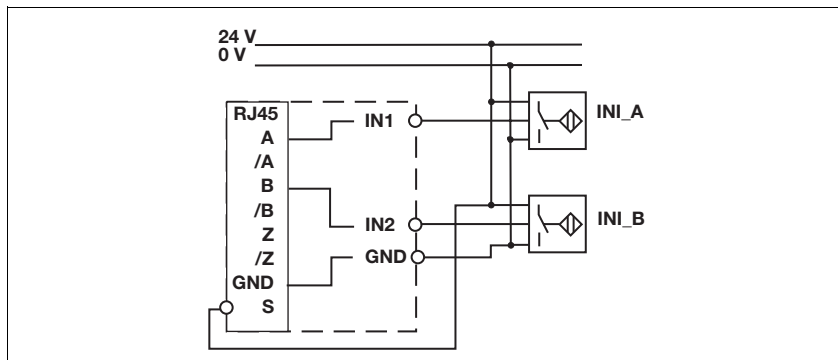 24 V
0 V
RJ45
A
/A
B
/B
Z
/Z
GND
S
IN1
IN2
GND
INI_A
INI_B